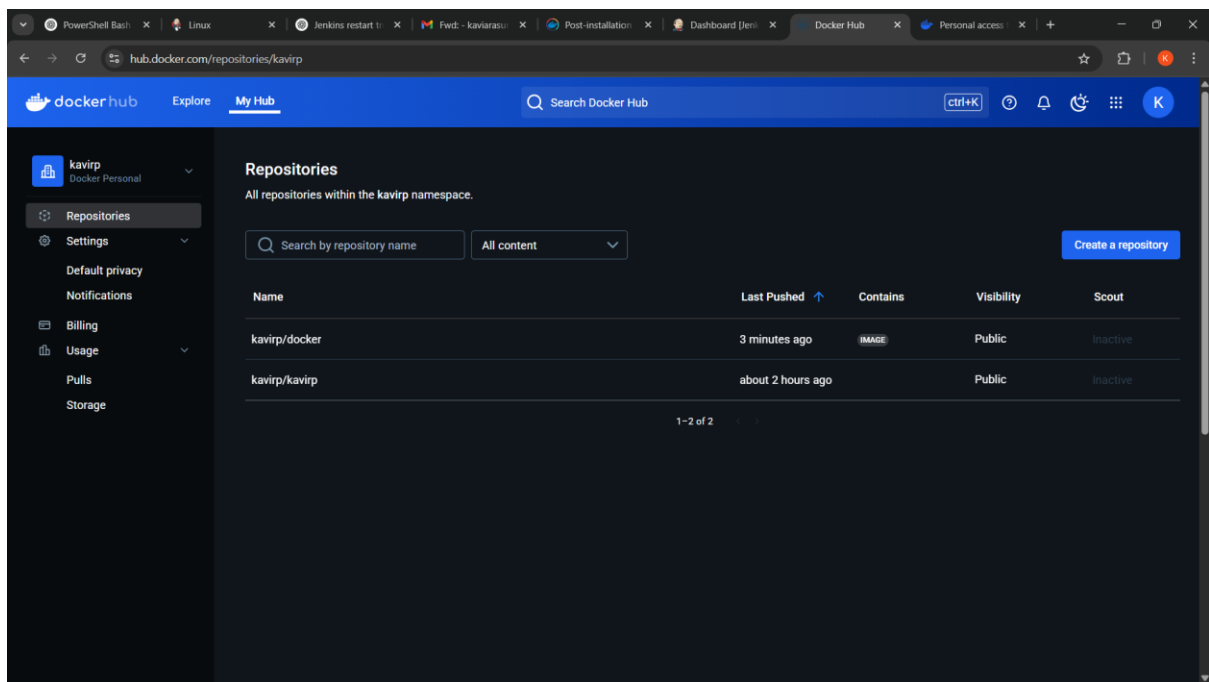 PowerShell Bash
Linux
Jenkins restart tr
Fwd: - kaviarasu
Post-installation
Dashboard [Jenk
Docker Hub
Personal access t
hub.docker.com/repositories/kavirp
K
dockerhub
Explore
My Hub
Search Docker Hub
ctrl+K
K
kavirp
Docker Personal
Repositories
Settings
Default privacy
Notifications
Billing
Usage
Pulls
Storage
Repositories
All repositories within the kavirp namespace.
Search by repository name
All content
Create a repository
Name Last Pushed Contains Visibility Scout
kavirp/docker 3 minutes ago IMAGE Public Inactive
kavirp/kavirp about 2 hours ago Public Inactive
1–2 of 2